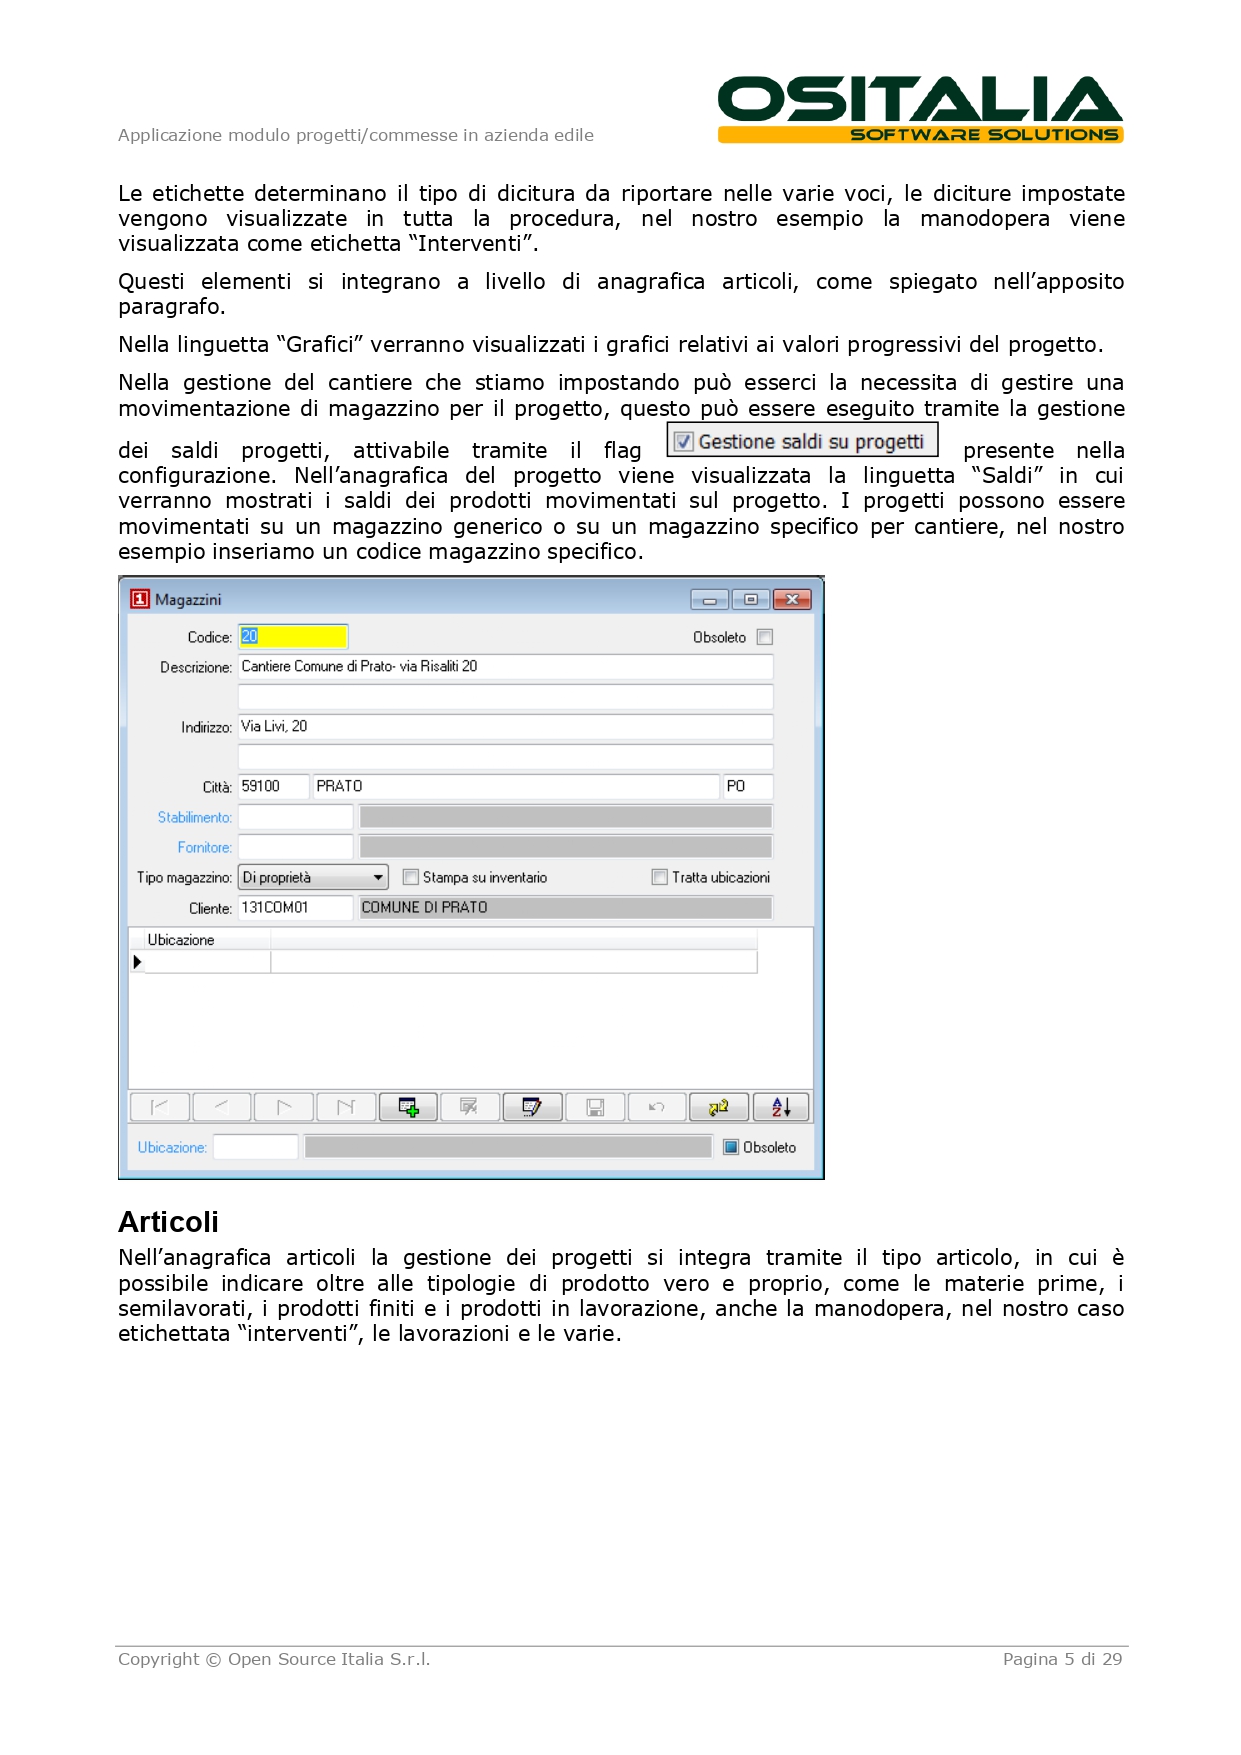 OSITALIA
SOFTWARE SOLUTIONS
Applicazione modulo progetti/commesse in azienda edile
Le etichette determinano il tipo di dicitura da riportare nelle varie voci, le diciture impostate
vengono visualizzate in tutta la procedura, nel nostro esempio la manodopera viene
visualizzata come etichetta “Interventi”.
Questi elementi si integrano a livello di anagrafica articoli, come spiegato nell’apposito
paragrafo.
Nella linguetta “Grafici” verranno visualizzati i grafici relativi ai valori progressivi del progetto.
Nella gestione del cantiere che stiamo impostando può esserci la necessita di gestire una
movimentazione di magazzino per il progetto, questo può essere eseguito tramite la gestione
dei saldi progetti, attivabile tramite il flag Gestione saldi su progetti presente nella
configurazione. Nell’anagrafica del progetto viene visualizzata la linguetta “Saldi” in cui
verranno mostrati i saldi dei prodotti movimentati sul progetto. I progetti possono essere
movimentati su un magazzino generico o su un magazzino specifico per cantiere, nel nostro
esempio inseriamo un codice magazzino specifico.
1 Magazzini
Codice: 20 Obsoleto
Descrizione: Cantiere Comune di Prato- via Risaliti 20
Indirizzo: Via Livi, 20
Città: 59100 PRATO PO
Stabilimento:
Fornitore:
Tipo magazzino: Di proprietà Stampa su inventario Tratta ubicazioni
Cliente: 131COM01 COMUNE DI PRATO
Ubicazione
A
Z
Ubicazione: Obsoleto
Articoli
Nell’anagrafica articoli la gestione dei progetti si integra tramite il tipo articolo, in cui è
possibile indicare oltre alle tipologie di prodotto vero e proprio, come le materie prime, i
semilavorati, i prodotti finiti e i prodotti in lavorazione, anche la manodopera, nel nostro caso
etichettata “interventi”, le lavorazioni e le varie.
Copyright © Open Source Italia S.r.l. Pagina 5 di 29